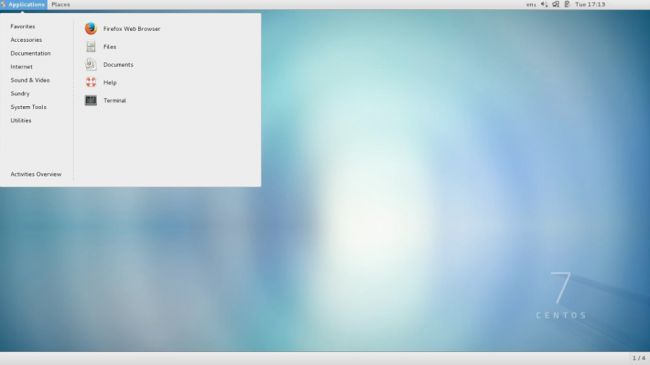 Applications Places
en₁ Tue 17:13
Favorites
Accessories
Documentation
Internet
Sound & Video
Sundry
System Tools
Utilities
Activities Overview
Firefox Web Browser
Files
Documents
Help
Terminal
7
CENTOS
1 / 4